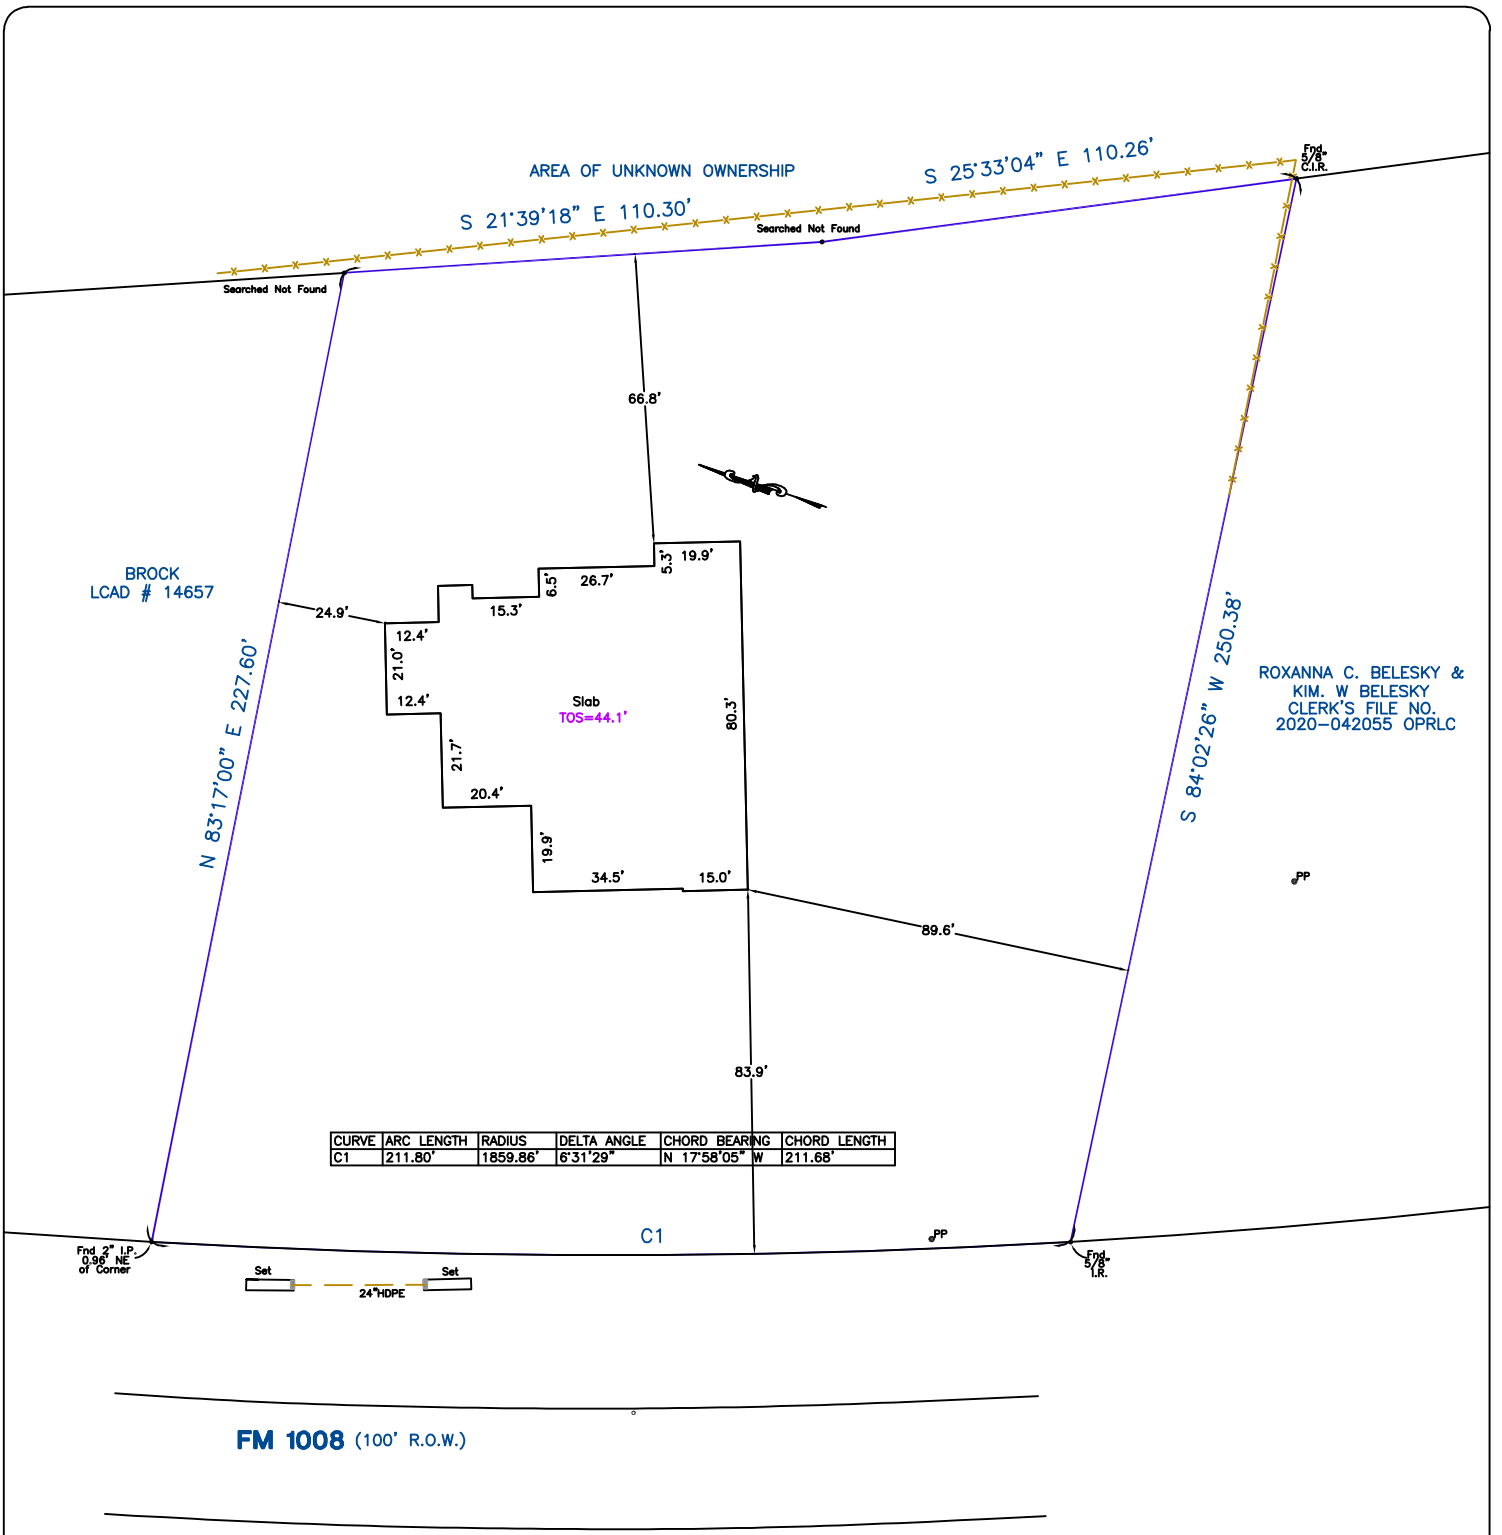 AREA OF UNKNOWN OWNERSHIP
S 25°33'04" E 110.26'
Fnd
5/8"
C.I.R.
S 21°39'18" E 110.30'
Searched Not Found
Searched Not Found
66.8'
BROCK
LCAD # 14657
24.9'
12.4'
15.3'
6.5'
26.7'
5.3'
19.9'
21.0'
12.4'
Slab
TOS=44.1'
80.3'
21.7'
20.4'
19.9'
34.5'
15.0'
N 83°17'00" E 227.60'
S 84°02'26" W 250.38'
ROXANNA C. BELESKY &
KIM. W BELESKY
CLERK'S FILE NO.
2020-042055 OPRLC
PP
89.6'
83.9'
CURVE ARC LENGTH RADIUS DELTA ANGLE CHORD BEARING CHORD LENGTH
C1 211.80' 1859.86' 6°31'29" N 17°58'05" W 211.68'
C1
PP
Fnd 2" I.P.
0.96' NE
of Corner
Fnd
5/8"
I.R.
Set
Set
24"HDPE
FM 1008 (100' R.O.W.)